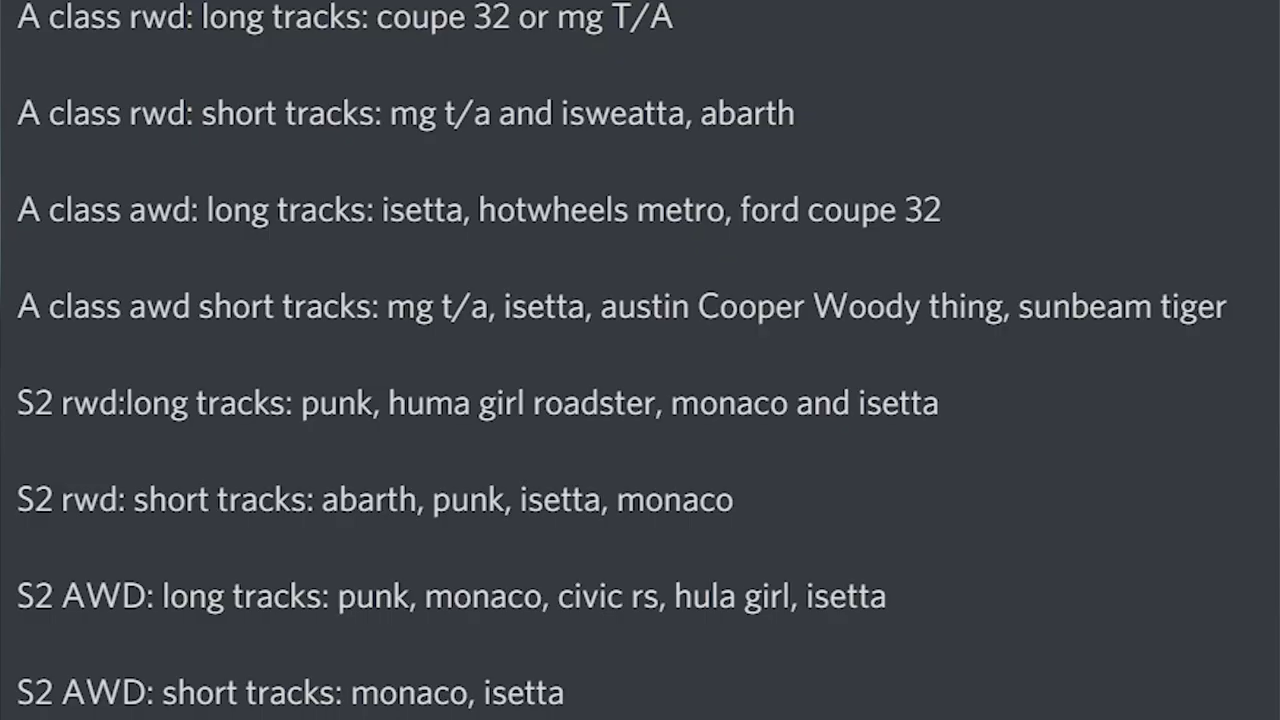 A class rwd: long tracks: coupe 32 or mg T/A
A class rwd: short tracks: mg t/a and isweatta, abarth
A class awd: long tracks: isetta, hotwheels metro, ford coupe 32
A class awd short tracks: mg t/a, isetta, austin Cooper Woody thing, sunbeam tiger
S2 rwd:long tracks: punk, huma girl roadster, monaco and isetta
S2 rwd: short tracks: abarth, punk, isetta, monaco
S2 AWD: long tracks: punk, monaco, civic rs, hula girl, isetta
S2 AWD: short tracks: monaco, isetta